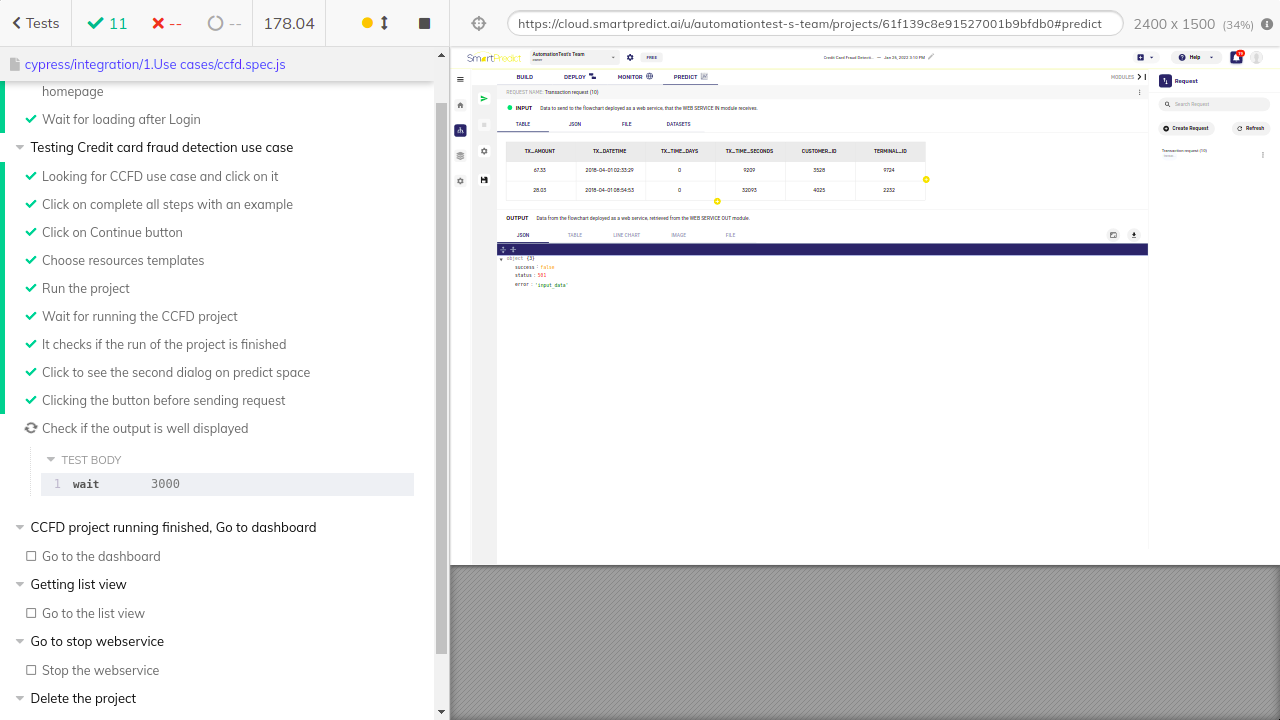 Tests
11
--
--
178.04
https://cloud.smartpredict.ai/u/automationtest-s-team/projects/61f139c8e91527001b9bfdb0#predict
2400 x 1500 (34%)
cypress/integration/1.Use cases/ccfd.spec.js
homepage
Wait for loading after Login
Testing Credit card fraud detection use case
Looking for CCFD use case and click on it
Click on complete all steps with an example
Click on Continue button
Check resources templates
Run the project
Wait for running the CCFD project
It checks if the run of the project is finished
Click to see the second dialog on predict space
Clicking the button before sending request
Check if the output is well displayed
TEST BODY
1 wait 3000
CCFD project running finished, Go to dashboard
Go to the dashboard
Getting list view
Go to the list view
Go to stop webservice
Stop the webservice
Delete the project
SmartPredict
AutomationTest's Team
FREE
Credit Card Fraud Detecti... — Jan 26, 2022 3:10 PM
Help
BUILD
DEPLOY
MONITOR
PREDICT
MODULES
REQUEST NAME: Transaction request (10)
INPUT Data to send to the flowchart deployed as a web service, that the WEB SERVICE IN module receives.
TABLE
JSON
FILE
DATASETS
TX_AMOUNT TX_DATETIME TX_TIME_DAYS TX_TIME_SECONDS CUSTOMER_ID TERMINAL_ID
67.33 2018-04-01 02:33:29 0 9209 3528 9724
28.03 2018-04-01 08:54:53 0 32093 4025 2232
OUTPUT Data from the flowchart deployed as a web service, retrieved from the WEB SERVICE OUT module.
JSON
TABLE
LINE CHART
IMAGE
FILE
object {3}
success : false
status : 501
error : 'input_data'
Request
Search Request
Create Request
Refresh
Transaction request (10)